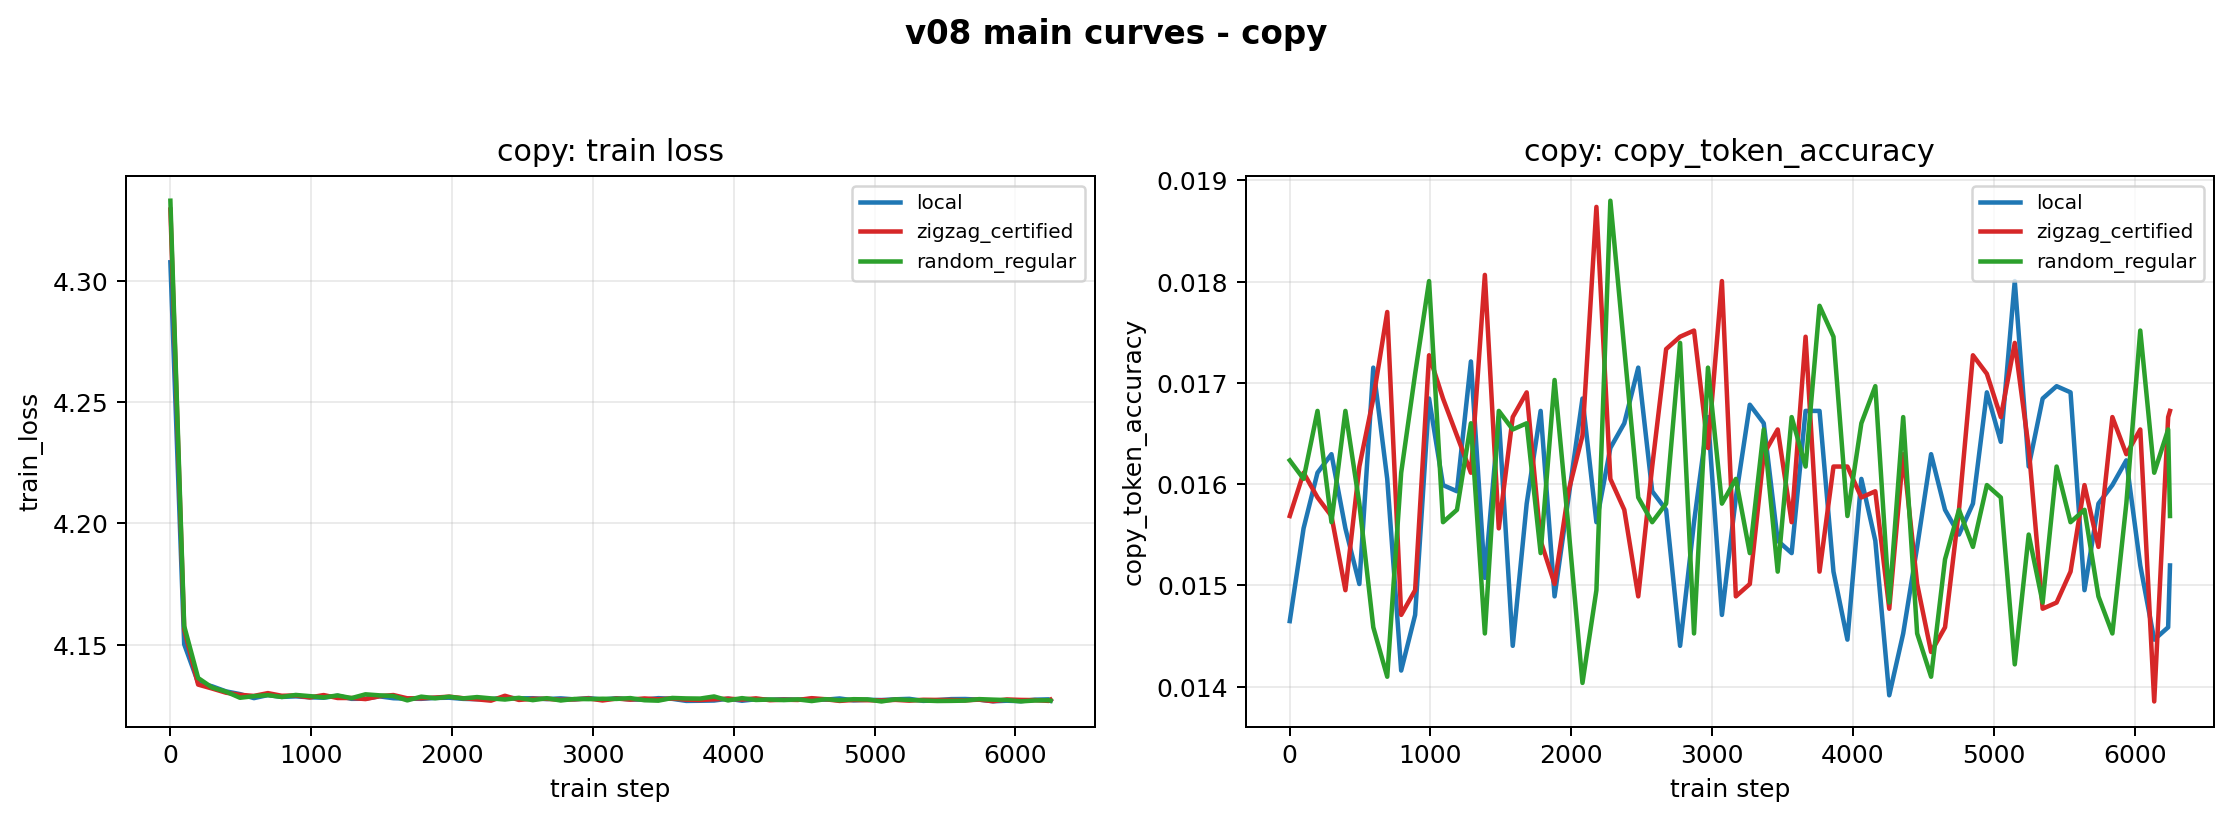 v08 main curves - copy
copy: train loss
train_loss
4.30
4.25
4.20
4.15
0
1000
2000
3000
4000
5000
6000
train step
local
zigzag_certified
random_regular
copy: copy_token_accuracy
copy_token_accuracy
0.019
0.018
0.017
0.016
0.015
0.014
0
1000
2000
3000
4000
5000
6000
train step
local
zigzag_certified
random_regular